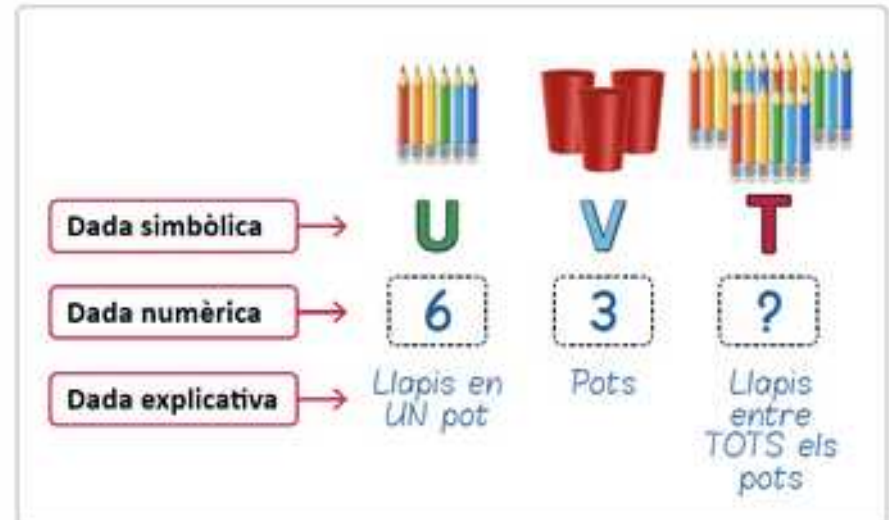 Dada simbòlica
U
V
T
Dada numèrica
6
3
?
Dada explicativa
Llapis en
UN pot
Pots
Llapis
entre
TOTS els
pots